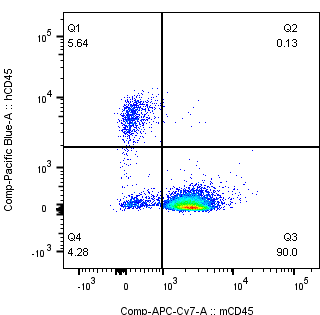 Q1
5.64
Q2
0.13
10^5
10^4
10^3
0
-10^3
Comp-Pacific Blue-A :: hCD45
Q4
4.28
Q3
90.0
-10^3 0 10^3 10^4 10^5
Comp-APC-Cy7-A :: mCD45